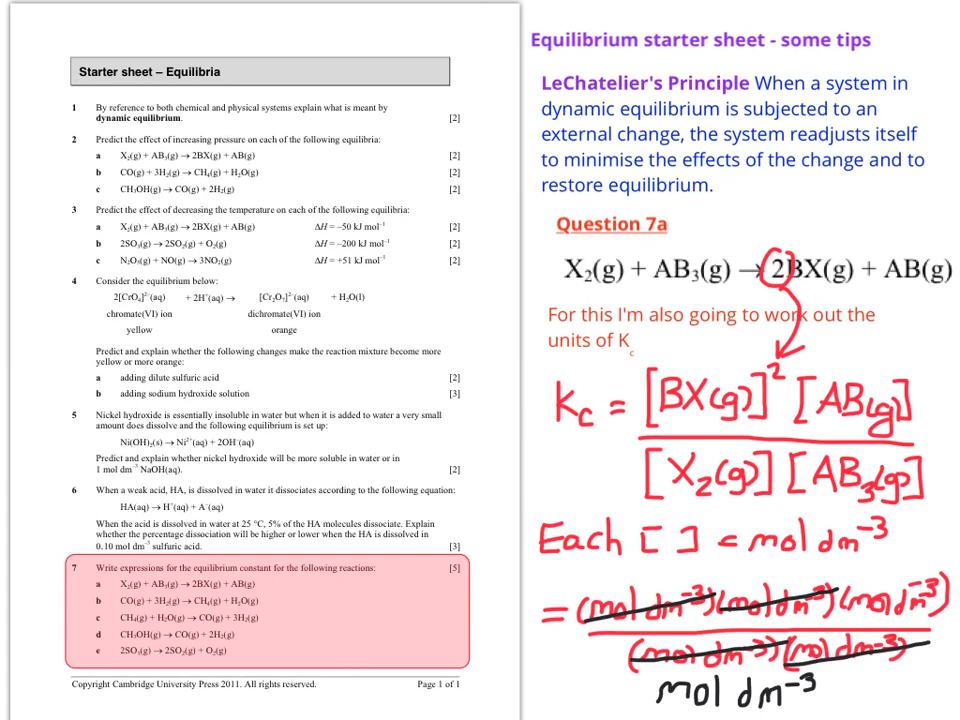 Starter sheet – Equilibria
1 By reference to both chemical and physical systems explain what is meant by
dynamic equilibrium. [2]
2 Predict the effect of increasing pressure on each of the following equilibria:
a X₂(g) + AB₃(g) → 2BX(g) + AB(g) [2]
b CO(g) + 3H₂(g) → CH₄(g) + H₂O(g) [2]
c CH₃OH(g) → CO(g) + 2H₂(g) [2]
3 Predict the effect of decreasing the temperature on each of the following equilibria:
a X₂(g) + AB₃(g) → 2BX(g) + AB(g) ΔH = –50 kJ mol⁻¹ [2]
b 2SO₃(g) → 2SO₂(g) + O₂(g) ΔH = –200 kJ mol⁻¹ [2]
c N₂O₅(g) + NO(g) → 3NO₂(g) ΔH = +51 kJ mol⁻¹ [2]
4 Consider the equilibrium below:
2[CrO₄]²⁻(aq) + 2H⁺(aq) → [Cr₂O₇]²⁻(aq) + H₂O(l)
chromate(VI) ion dichromate(VI) ion
yellow orange
Predict and explain whether the following changes make the reaction mixture become more
yellow or more orange:
a adding dilute sulfuric acid [2]
b adding sodium hydroxide solution [3]
5 Nickel hydroxide is essentially insoluble in water but when it is added to water a very small
amount does dissolve and the following equilibrium is set up:
Ni(OH)₂(s) → Ni²⁺(aq) + 2OH⁻(aq)
Predict and explain whether nickel hydroxide will be more soluble in water or in
1 mol dm⁻³ NaOH(aq). [2]
6 When a weak acid, HA, is dissolved in water it dissociates according to the following equation:
HA(aq) → H⁺(aq) + A⁻(aq)
When the acid is dissolved in water at 25 °C, 5% of the HA molecules dissociate. Explain
whether the percentage dissociation will be higher or lower when the HA is dissolved in
0.10 mol dm⁻³ sulfuric acid. [3]
7 Write expressions for the equilibrium constant for the following reactions: [5]
a X₂(g) + AB₃(g) → 2BX(g) + AB(g)
b CO(g) + 3H₂(g) → CH₄(g) + H₂O(g)
c CH₄(g) + H₂O(g) → CO(g) + 3H₂(g)
d CH₃OH(g) → CO(g) + 2H₂(g)
e 2SO₃(g) → 2SO₂(g) + O₂(g)
Copyright Cambridge University Press 2011. All rights reserved. Page 1 of 1
Equilibrium starter sheet - some tips
LeChatelier's Principle When a system in
dynamic equilibrium is subjected to an
external change, the system readjusts itself
to minimise the effects of the change and to
restore equilibrium.
Question 7a
X₂(g) + AB₃(g) → 2BX(g) + AB(g)
For this I'm also going to work out the
units of K꜀
Kc = [BX(g)]² [AB(g)]
[X₂(g)] [AB₃(g)]
Each [ ] = mol dm⁻³
= (mol dm⁻³)(mol dm⁻³)(mol dm⁻³)
(mol dm⁻³)(mol dm⁻³)
mol dm⁻³